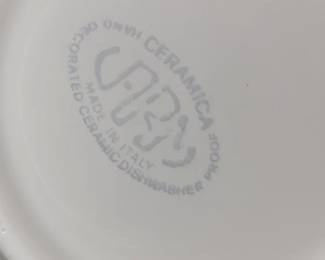 CERAMICA
HAND DECORATED CERAMIC DISHWASHER PROOF
MADE IN ITALY